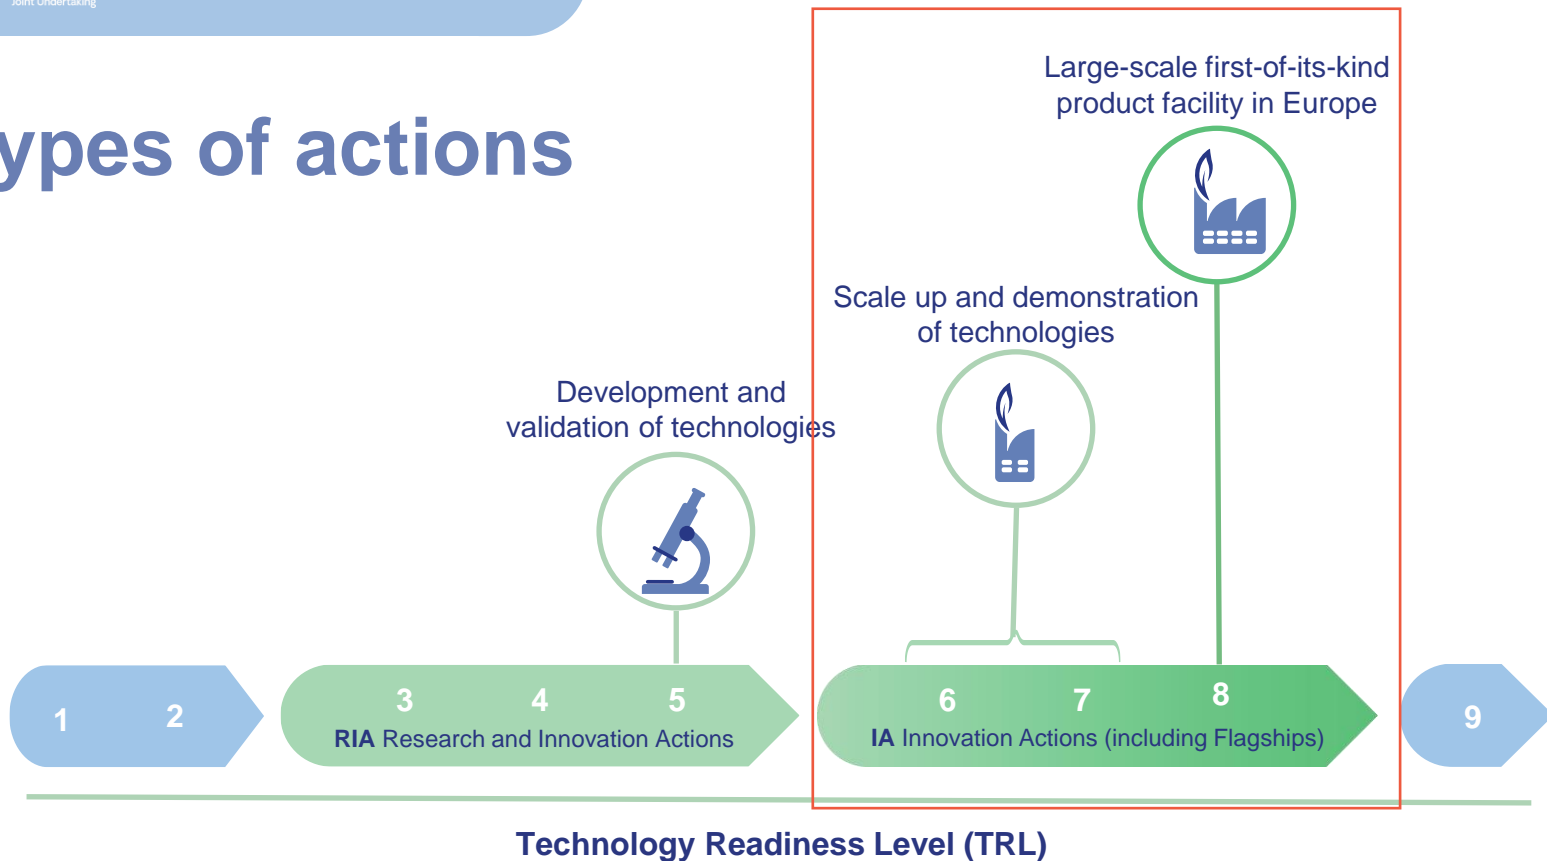 Joint Undertaking
ypes of actions
Large-scale first-of-its-kind
product facility in Europe
Scale up and demonstration
of technologies
Development and
validation of technologies
1 2
3 4 5
RIA Research and Innovation Actions
6 7 8
IA Innovation Actions (including Flagships)
9
Technology Readiness Level (TRL)